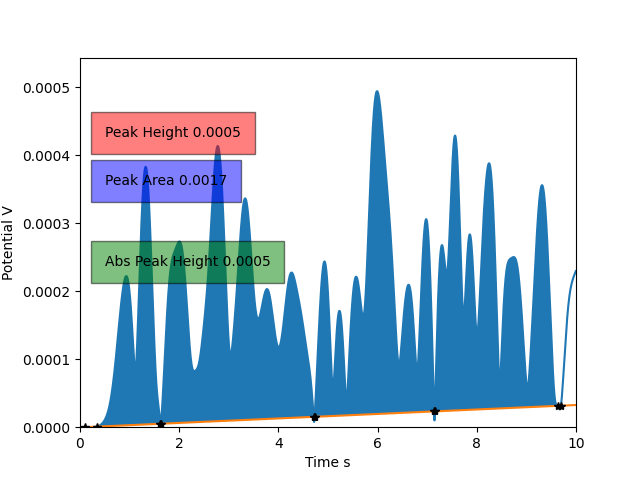 0.0005
Peak Height 0.0005
0.0004
Peak Area 0.0017
0.0003
Abs Peak Height 0.0005
0.0002
0.0001
0.0000
Potential V
0 2 4 6 8 10
Time s